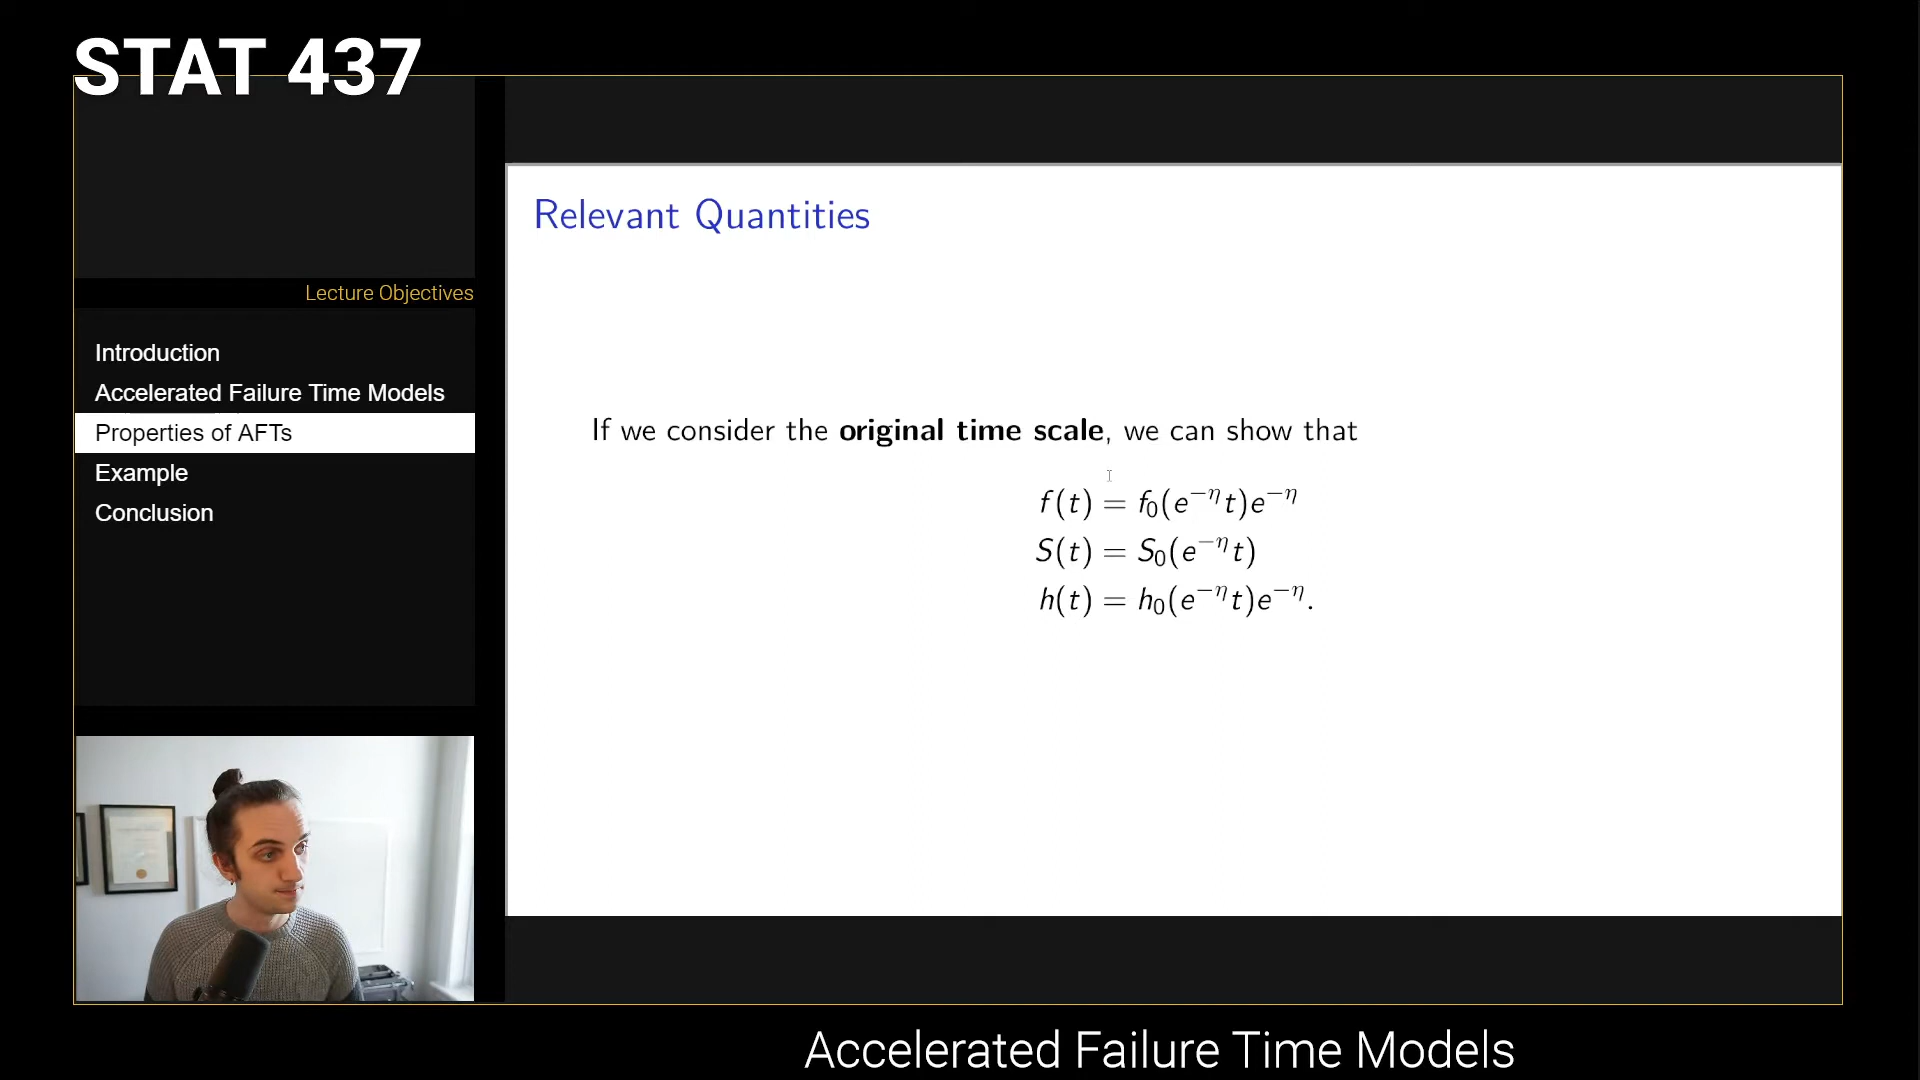 STAT 437
Lecture Objectives
Introduction
Accelerated Failure Time Models
Properties of AFTs
Example
Conclusion
Relevant Quantities
If we consider the original time scale, we can show that
f(t) = f₀(e^{−η}t)e^{−η}
S(t) = S₀(e^{−η}t)
h(t) = h₀(e^{−η}t)e^{−η}.
Accelerated Failure Time Models